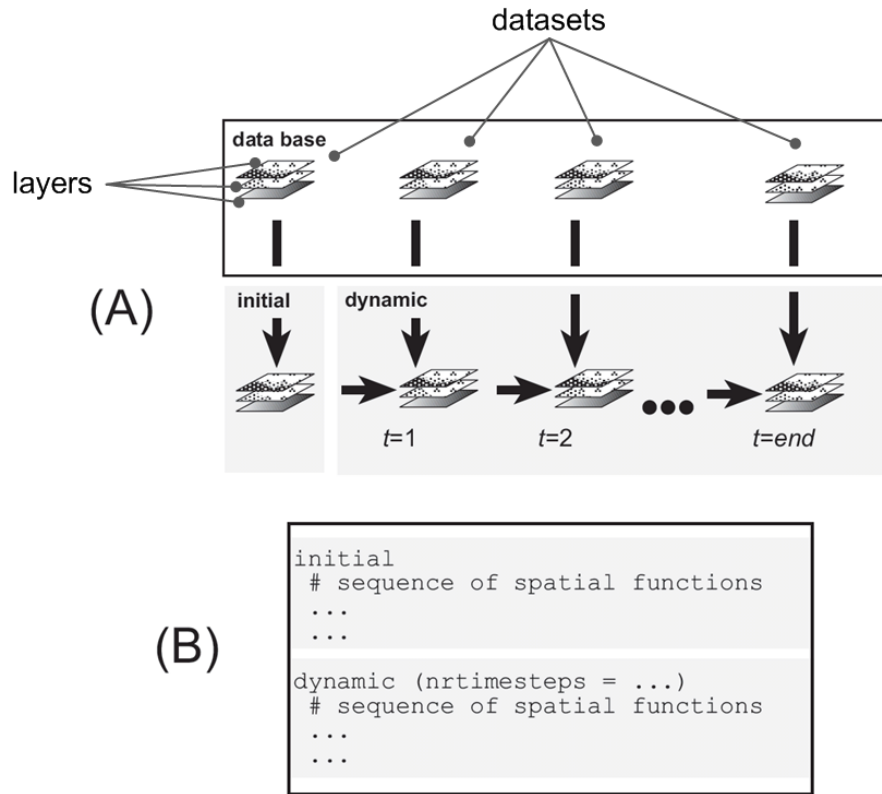 datasets
data base
layers
(A)
initial
dynamic
t=1
t=2
t=end
(B)
initial
# sequence of spatial functions
...
...
dynamic (nrtimesteps = ...)
# sequence of spatial functions
...
...